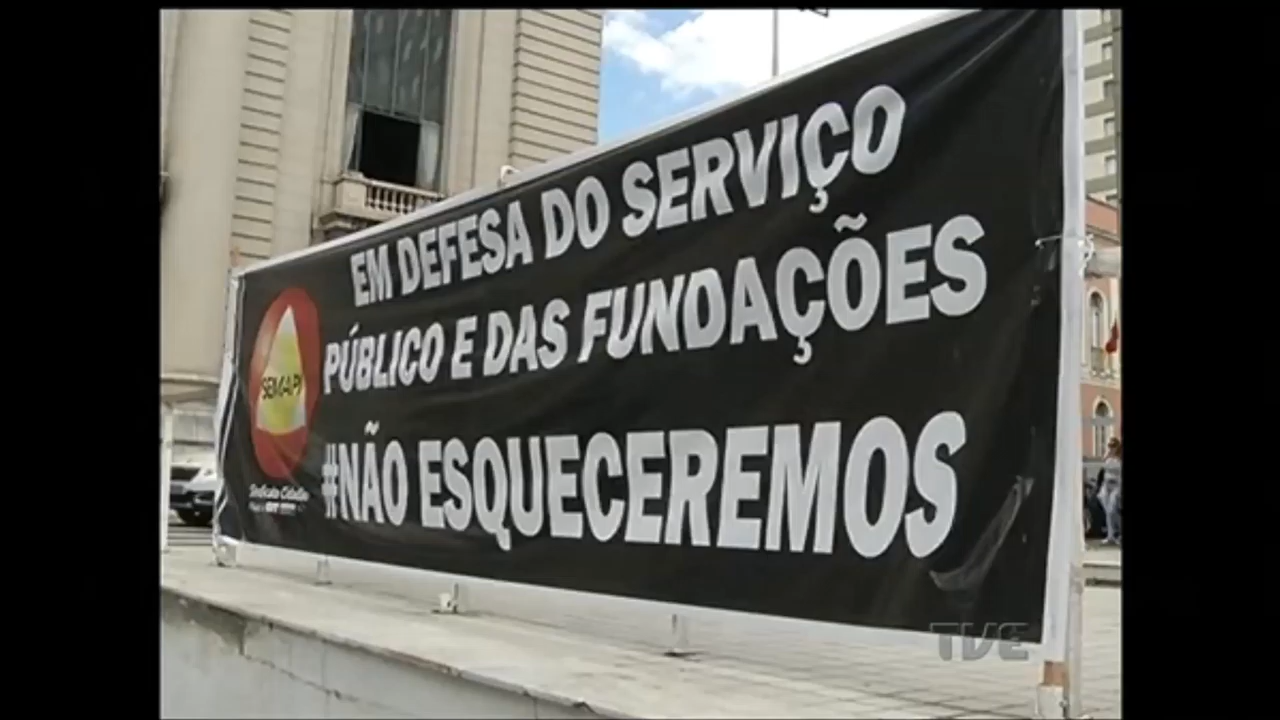 EM DEFESA DO SERVIÇO
PÚBLICO E DAS FUNDAÇÕES
#NÃO ESQUECEREMOS
SEMAPI
Sindicato Cidadão
TVE